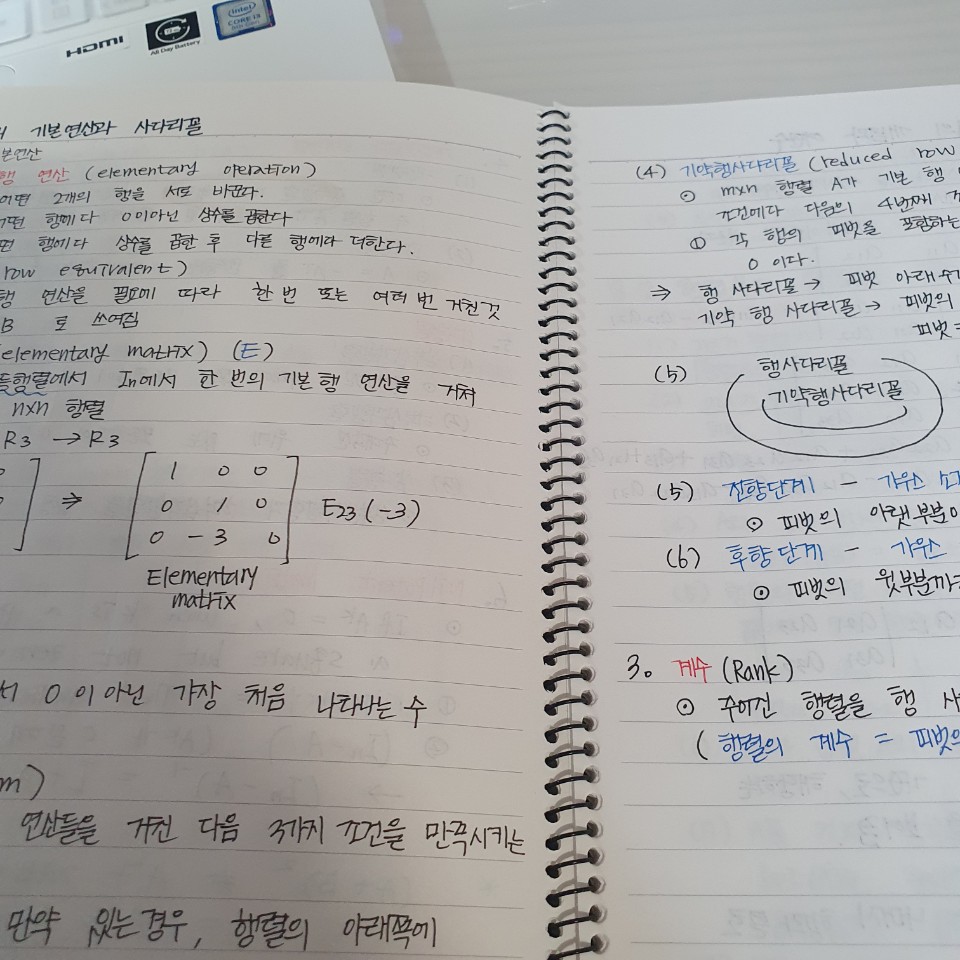 HDMI
All Day Battery
intel
CORE i3
기본연산과 사다리꼴
본연산
행 연산 (elementary operation)
어떤 2개의 행을 서로 바꾼다.
어떤 행에다 0이아닌 상수를 곱한다
떤 행에다 상수를 곱한 후 다른 행에다 더한다.
row equivalent)
행 연산을 필요에 따라 한 번 또는 여러 번 거친 것
B 로 쓰여짐
elementary matrix) (E)
등행렬에서 In에서 한 번의 기본 행 연산을 거쳐
nxn 행렬
R3 → R3
⇒
1 0 0
0 1 0
0 -3 0
E23(-3)
Elementary
matrix
서 0이 아닌 가장 처음 나타나는 수
m)
연산들을 거친 다음 3가지 조건을 만족시키는
만약 있는 경우, 행렬의 아래쪽에
(4) 기약행사다리꼴 (reduced row
⊙ mxn 행렬 A가 기본 행
조건에다 다음의 4번째
① 각 행의 피벗을 포함하는
0 이다.
⇒ 행 사다리꼴 → 피벗 아래
기약 행 사다리꼴 → 피벗의
피벗 =
(5) 행사다리꼴
기약행사다리꼴
(5) 전향단계 - 가우스 소
⊙ 피벗의 아랫부분이
(6) 후향단계 - 가우스
⊙ 피벗의 윗부분까지
3. 계수 (Rank)
⊙ 주어진 행렬을 행 사
( 행렬의 계수 = 피벗의